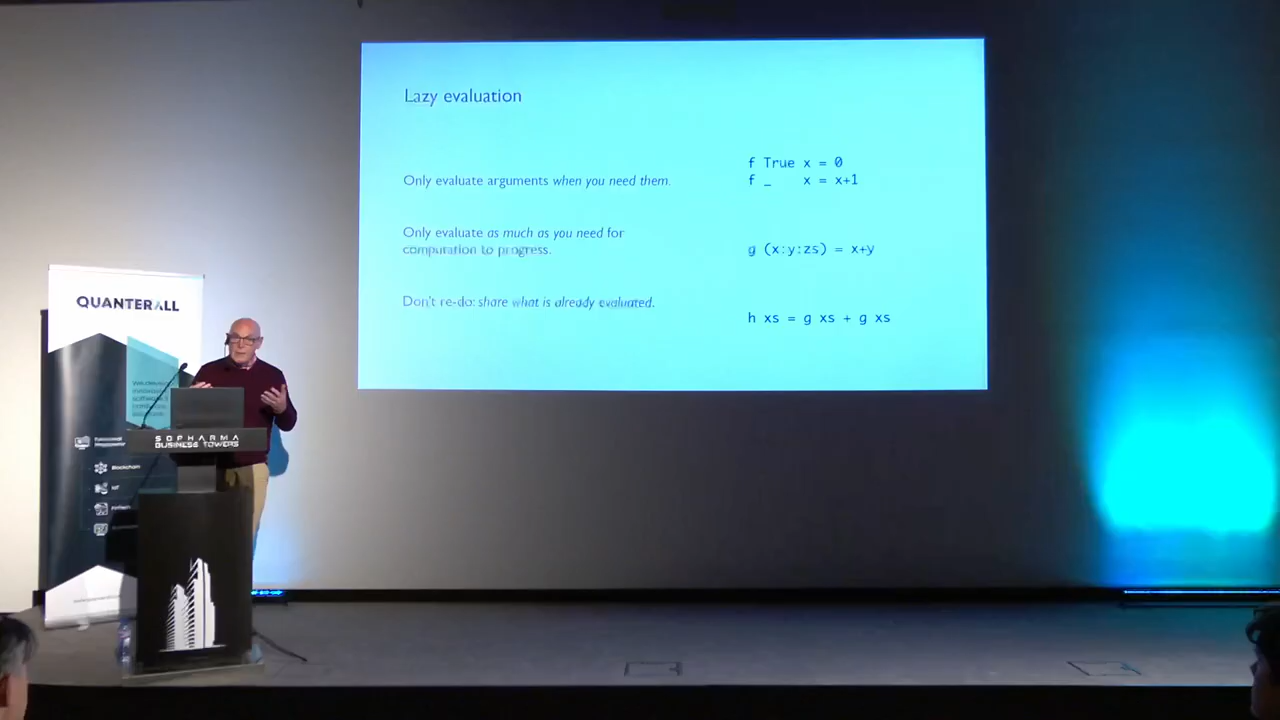 Lazy evaluation
f True x = 0
Only evaluate arguments when you need them.
f _    x = x+1
Only evaluate as much as you need for
computation to progress.
g (x:y:zs) = x+y
Don't re-do: share what is already evaluated.
h xs = g xs + g xs
QUANTERALL
SOPHARMA
BUSINESS TOWERS
Blockchain
IoT